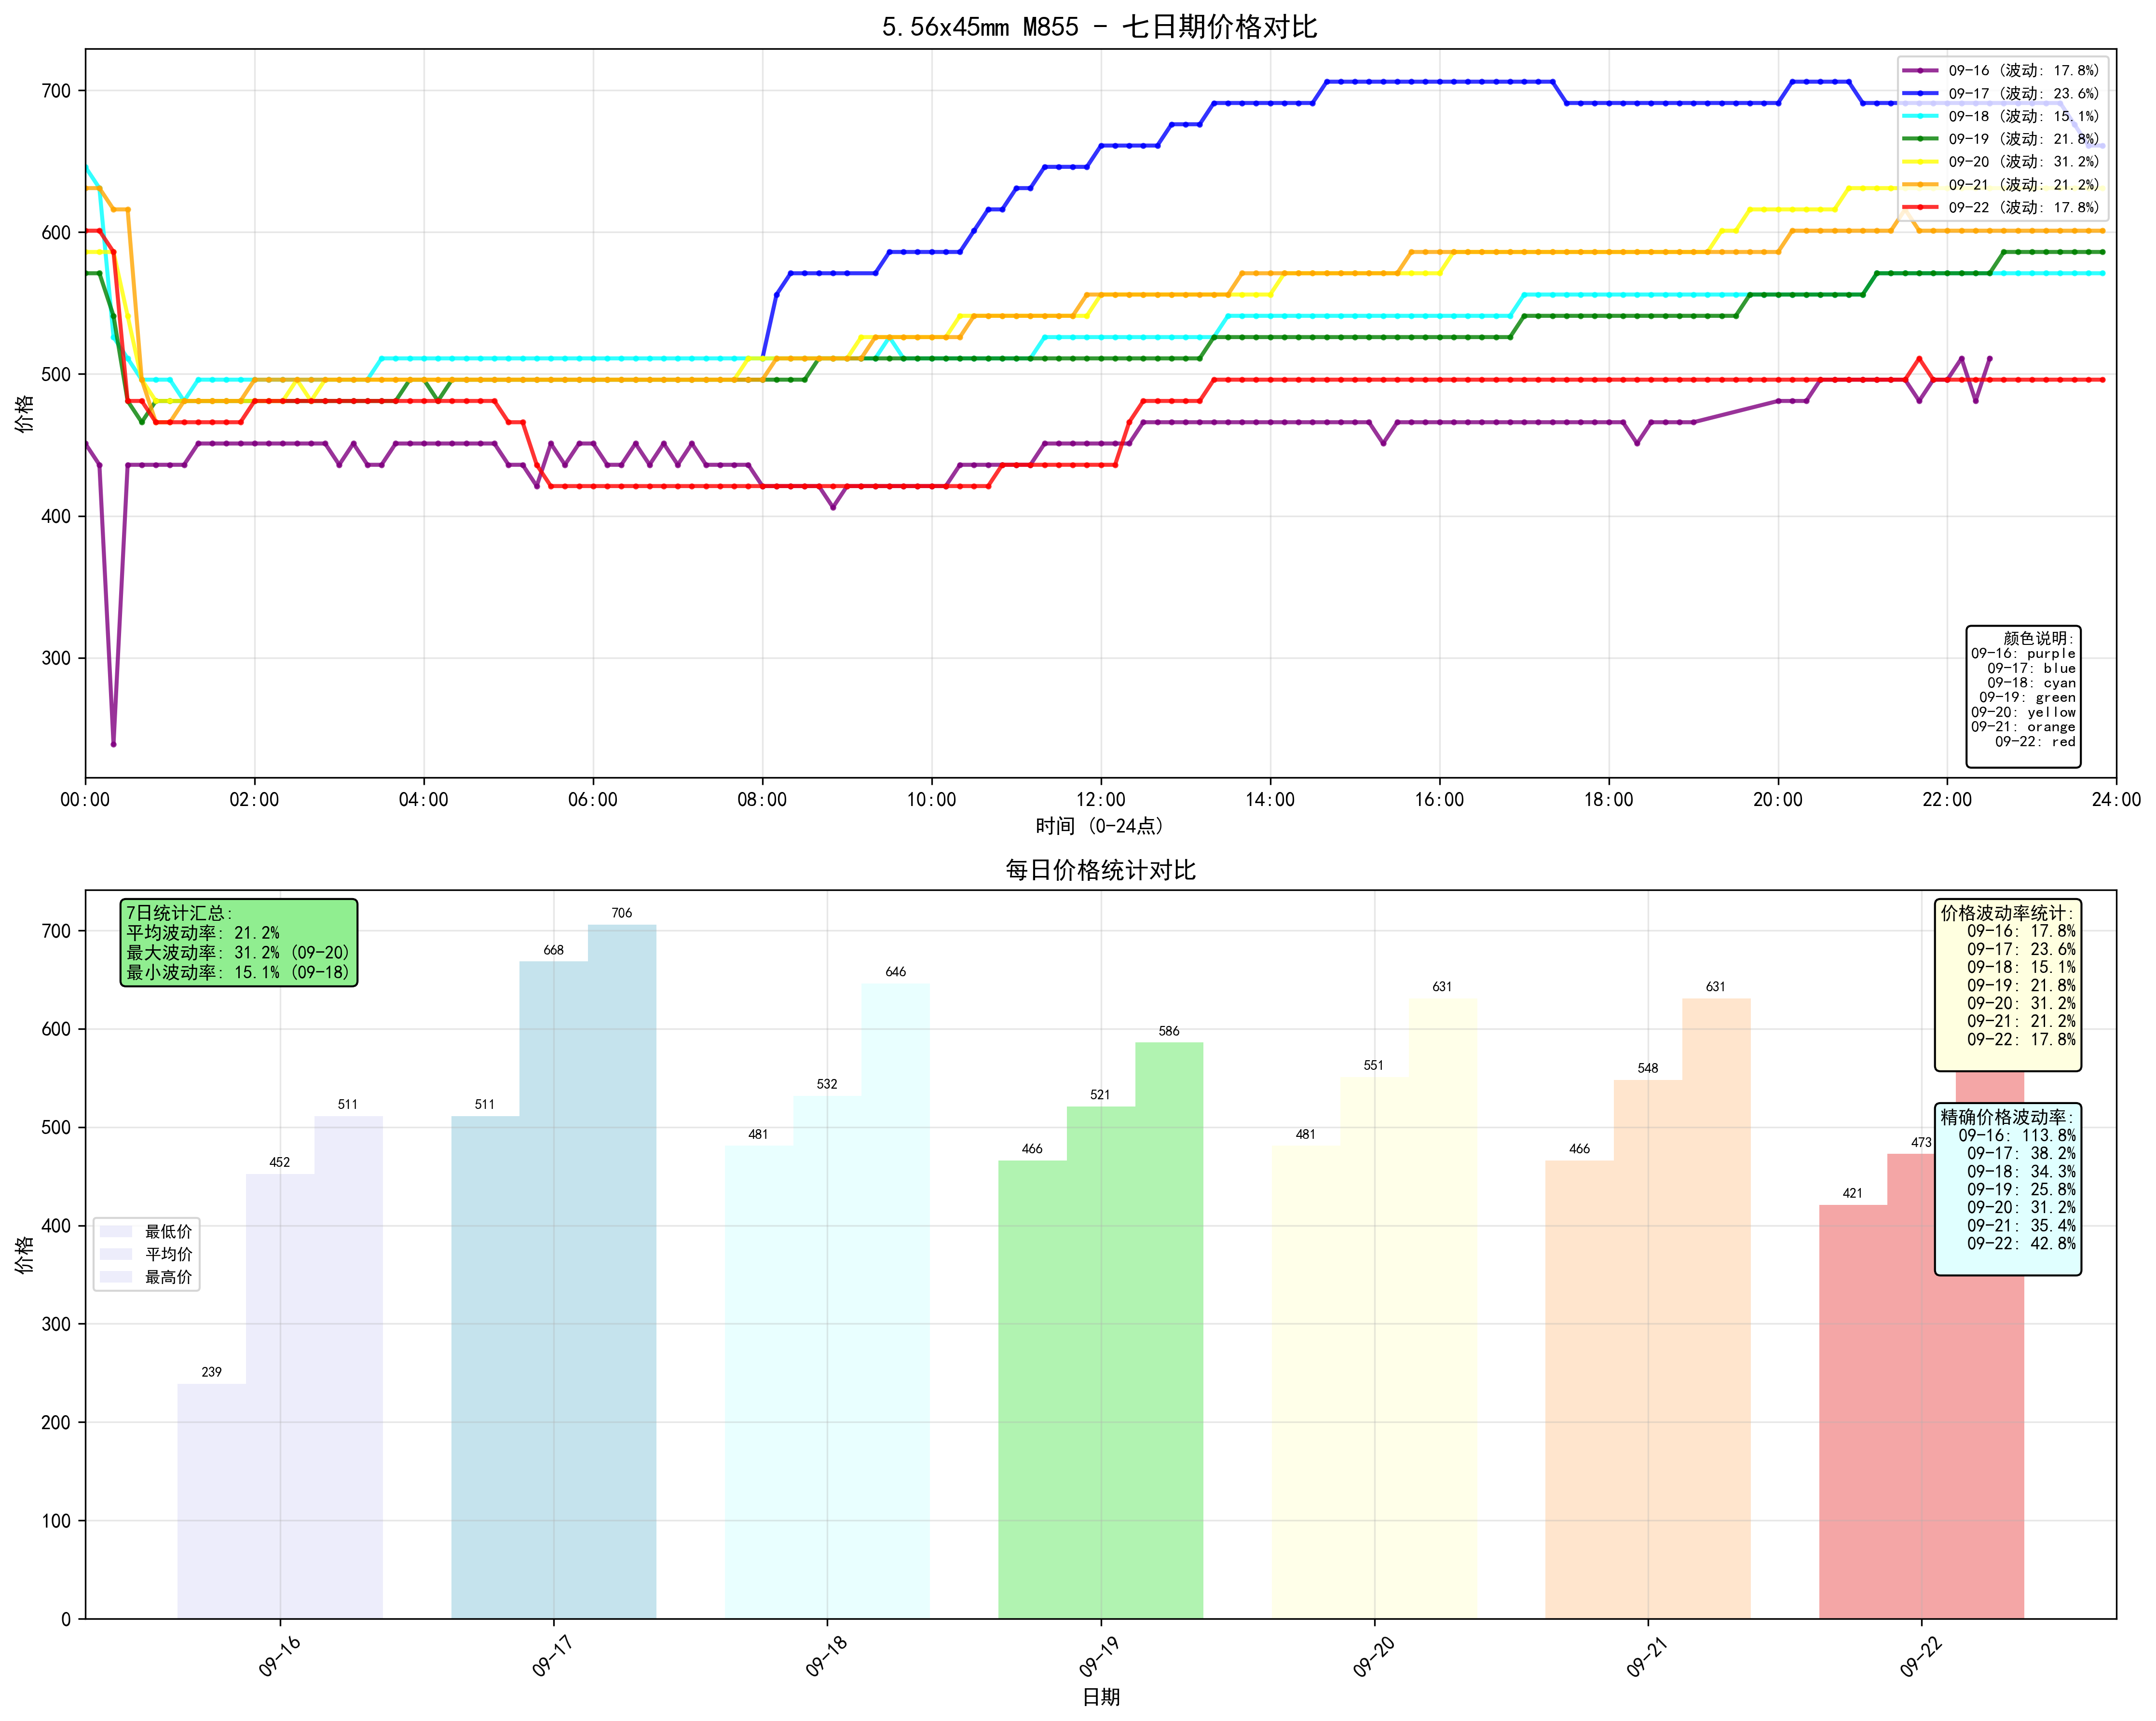 5.56x45mm M855 - 七日期价格对比
价格
700
600
500
400
300
09-16 (波动: 17.8%)
09-17 (波动: 23.6%)
09-18 (波动: 15.1%)
09-19 (波动: 21.8%)
09-20 (波动: 31.2%)
09-21 (波动: 21.2%)
09-22 (波动: 17.8%)
颜色说明:
09-16: purple
09-17: blue
09-18: cyan
09-19: green
09-20: yellow
09-21: orange
09-22: red
00:00 02:00 04:00 06:00 08:00 10:00 12:00 14:00 16:00 18:00 20:00 22:00 24:00
时间 (0-24点)
每日价格统计对比
价格
700
600
500
400
300
200
100
0
7日统计汇总:
平均波动率: 21.2%
最大波动率: 31.2% (09-20)
最小波动率: 15.1% (09-18)
最低价
平均价
最高价
239 452 511
511 668 706
481 532 646
466 521 586
481 551 631
466 548 631
421 473
价格波动率统计:
09-16: 17.8%
09-17: 23.6%
09-18: 15.1%
09-19: 21.8%
09-20: 31.2%
09-21: 21.2%
09-22: 17.8%
精确价格波动率:
09-16: 113.8%
09-17: 38.2%
09-18: 34.3%
09-19: 25.8%
09-20: 31.2%
09-21: 35.4%
09-22: 42.8%
09-16 09-17 09-18 09-19 09-20 09-21 09-22
日期